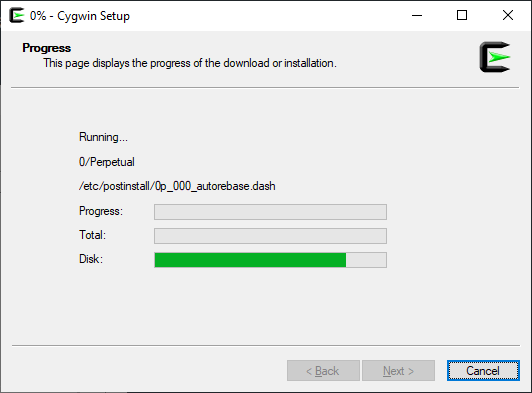 0% - Cygwin Setup
Progress
This page displays the progress of the download or installation.
Running...
0/Perpetual
/etc/postinstall/0p_000_autorebase.dash
Progress:
Total:
Disk:
< Back
Next >
Cancel